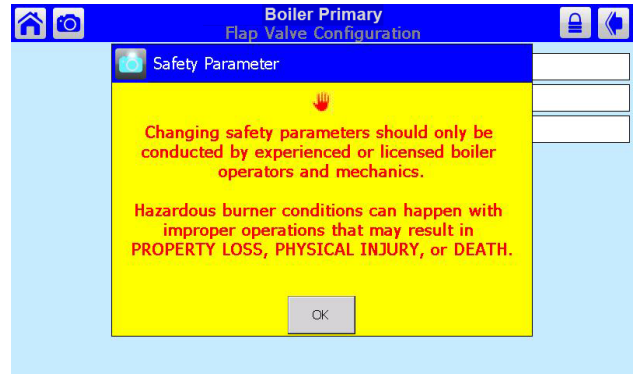 Boiler Primary
Flap Valve Configuration
Safety Parameter
Changing safety parameters should only be
conducted by experienced or licensed boiler
operators and mechanics.
Hazardous burner conditions can happen with
improper operations that may result in
PROPERTY LOSS, PHYSICAL INJURY, or DEATH.
OK